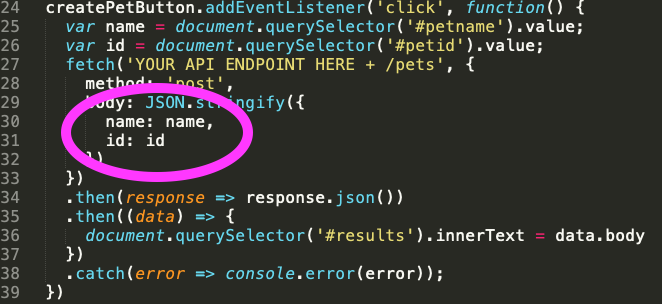 24 createPetButton.addEventListener('click', function() {
25 var name = document.querySelector('#petname').value;
26 var id = document.querySelector('#petid').value;
27 fetch('YOUR API ENDPOINT HERE + /pets', {
28 method: 'post',
29 body: JSON.stringify({
30 name: name,
31 id: id
32 })
33 })
34 .then(response => response.json())
35 .then((data) => {
36 document.querySelector('#results').innerText = data.body
37 })
38 .catch(error => console.error(error));
39 })